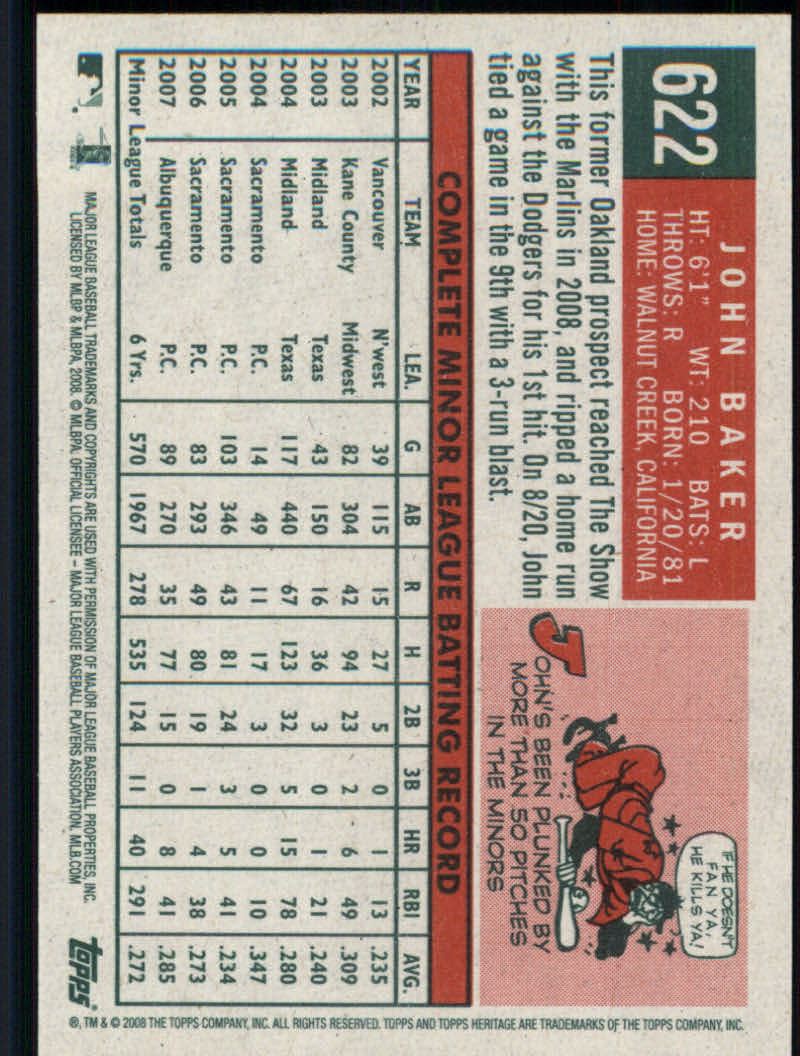 622
JOHN BAKER
HT: 6'1" WT: 210 BATS: L
THROWS: R BORN: 1/20/81
HOME: WALNUT CREEK, CALIFORNIA
This former Oakland prospect reached The Show
with the Marlins in 2008, and ripped a home run
against the Dodgers for his 1st hit. On 8/20, John
tied a game in the 9th with a 3-run blast.
IF HE DOESN'T
FAN YA,
HE KILLS YA!
JOHN'S BEEN PLUNKED BY
MORE THAN 50 PITCHES
IN THE MINORS
COMPLETE MINOR LEAGUE BATTING RECORD
YEAR TEAM LEA. G AB R H 2B 3B HR RBI AVG.
2002 Vancouver N'west 39 115 15 27 5 0 1 13 .235
2003 Kane County Midwest 82 304 42 94 23 2 6 49 .309
2003 Midland Texas 43 150 16 36 3 0 1 21 .240
2004 Midland Texas 117 440 67 123 32 5 15 78 .280
2004 Sacramento P.C. 14 49 11 17 3 0 0 10 .347
2005 Sacramento P.C. 103 346 43 81 24 3 5 41 .234
2006 Sacramento P.C. 83 293 49 80 19 1 4 38 .273
2007 Albuquerque P.C. 89 270 35 77 15 0 8 41 .285
Minor League Totals 6 Yrs. 570 1967 278 535 124 11 40 291 .272
MAJOR LEAGUE BASEBALL TRADEMARKS AND COPYRIGHTS ARE USED WITH PERMISSION OF MAJOR LEAGUE BASEBALL PROPERTIES, INC.
LICENSED BY MLBP & MLBPA, 2008. © MLBPA. OFFICIAL LICENSEE – MAJOR LEAGUE BASEBALL PLAYERS ASSOCIATION. MLB.COM
topps
®, TM & © 2008 THE TOPPS COMPANY, INC. ALL RIGHTS RESERVED. TOPPS AND TOPPS HERITAGE ARE TRADEMARKS OF THE TOPPS COMPANY, INC.